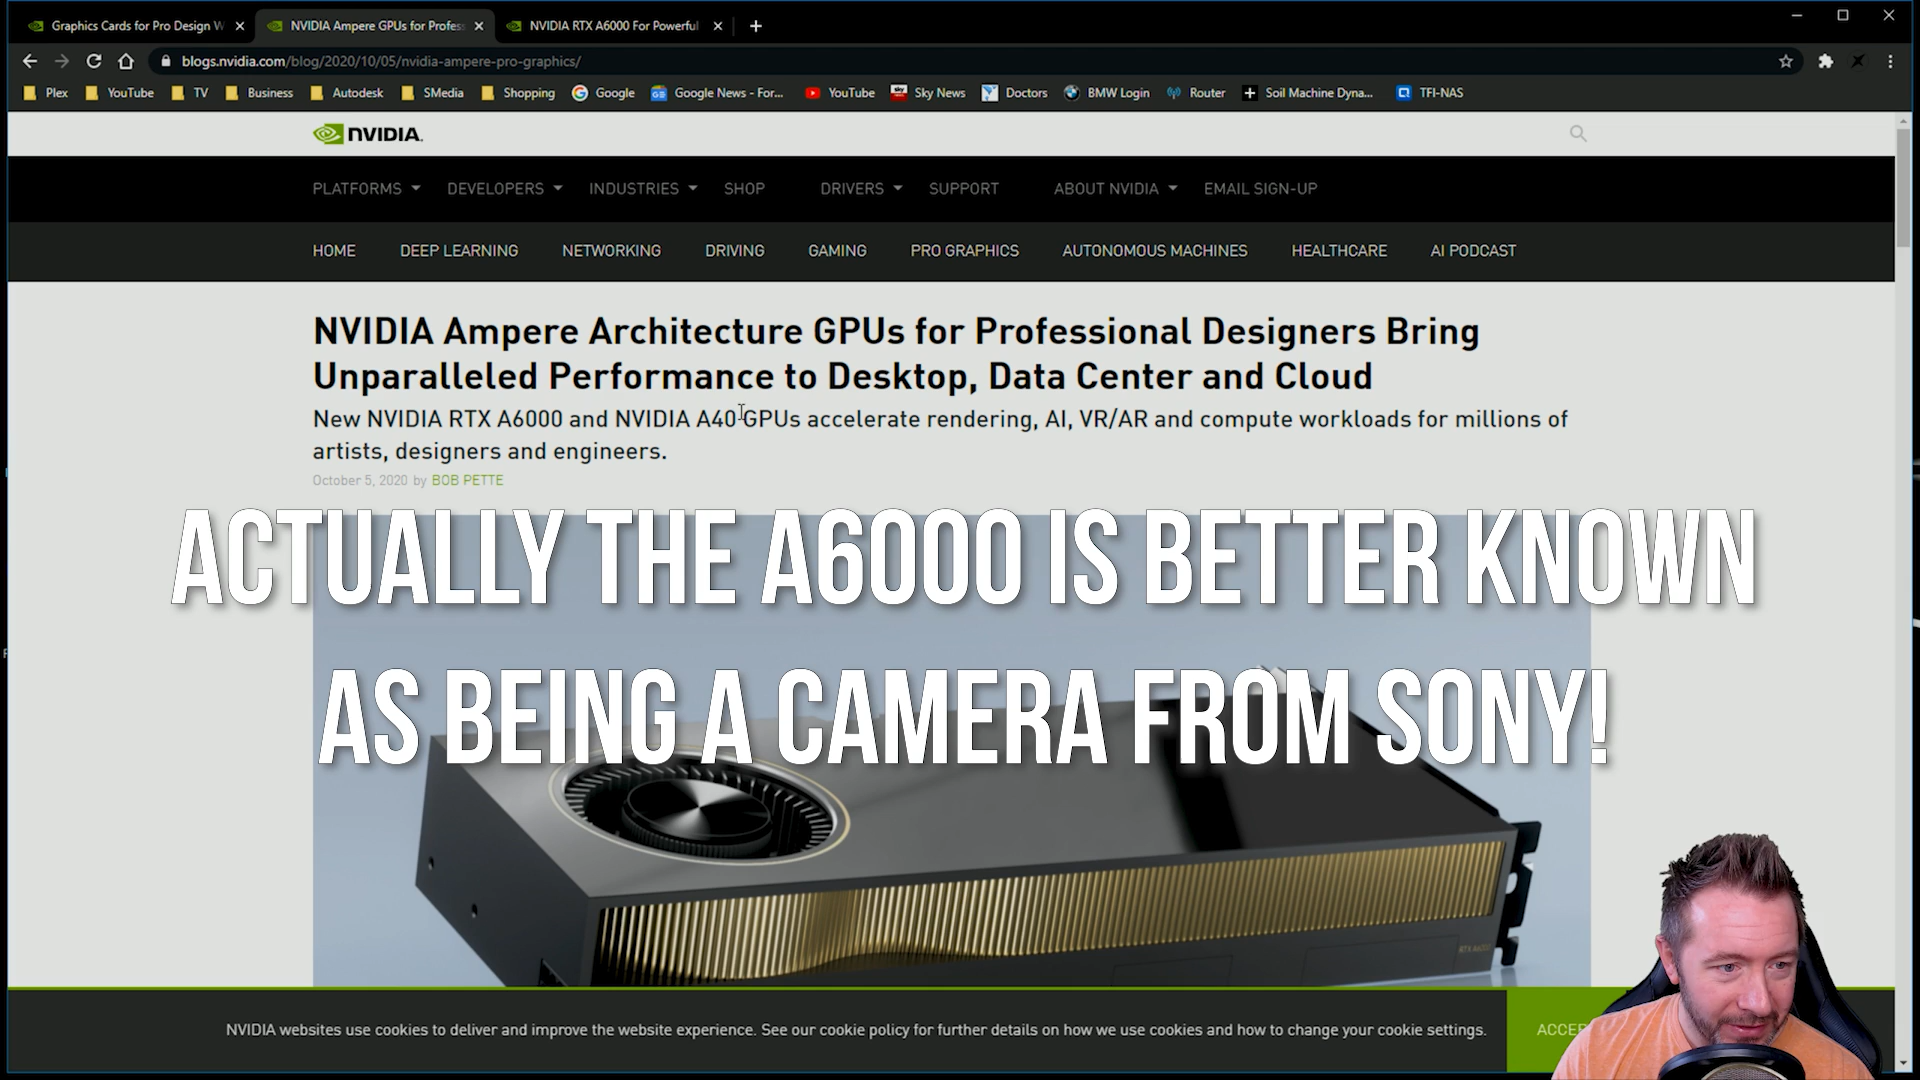 Graphics Cards for Pro Design W
NVIDIA Ampere GPUs for Profess
NVIDIA RTX A6000 For Powerful
blogs.nvidia.com/blog/2020/10/05/nvidia-ampere-pro-graphics/
Plex YouTube TV Business Autodesk SMedia Shopping Google Google News - For... YouTube Sky News Doctors BMW Login Router Soil Machine Dyna... TFI-NAS
NVIDIA.
PLATFORMS DEVELOPERS INDUSTRIES SHOP DRIVERS SUPPORT ABOUT NVIDIA EMAIL SIGN-UP
HOME DEEP LEARNING NETWORKING DRIVING GAMING PRO GRAPHICS AUTONOMOUS MACHINES HEALTHCARE AI PODCAST
NVIDIA Ampere Architecture GPUs for Professional Designers Bring
Unparalleled Performance to Desktop, Data Center and Cloud
New NVIDIA RTX A6000 and NVIDIA A40 GPUs accelerate rendering, AI, VR/AR and compute workloads for millions of
artists, designers and engineers.
October 5, 2020 by BOB PETTE
ACTUALLY THE A6000 IS BETTER KNOWN
AS BEING A CAMERA FROM SONY!
RTX A6000
NVIDIA websites use cookies to deliver and improve the website experience. See our cookie policy for further details on how we use cookies and how to change your cookie settings.
ACCEP